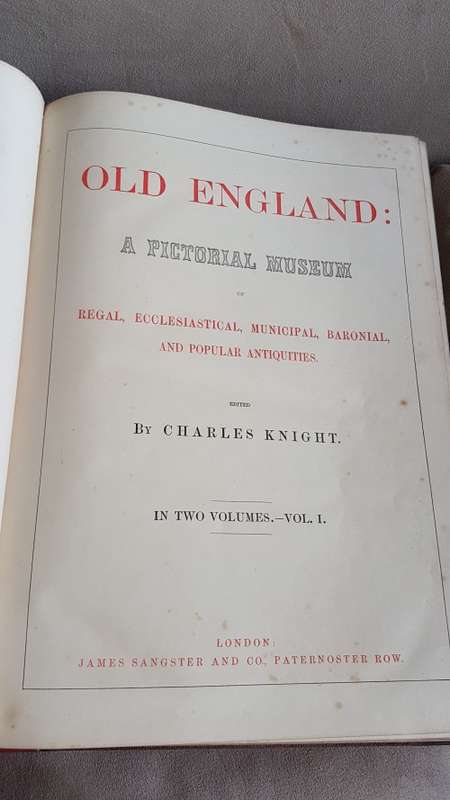 OLD ENGLAND:
A PICTORIAL MUSEUM
OF
REGAL, ECCLESIASTICAL, MUNICIPAL, BARONIAL,
AND POPULAR ANTIQUITIES.
EDITED
BY CHARLES KNIGHT.
IN TWO VOLUMES.—VOL. I.
LONDON:
JAMES SANGSTER AND CO., PATERNOSTER ROW.